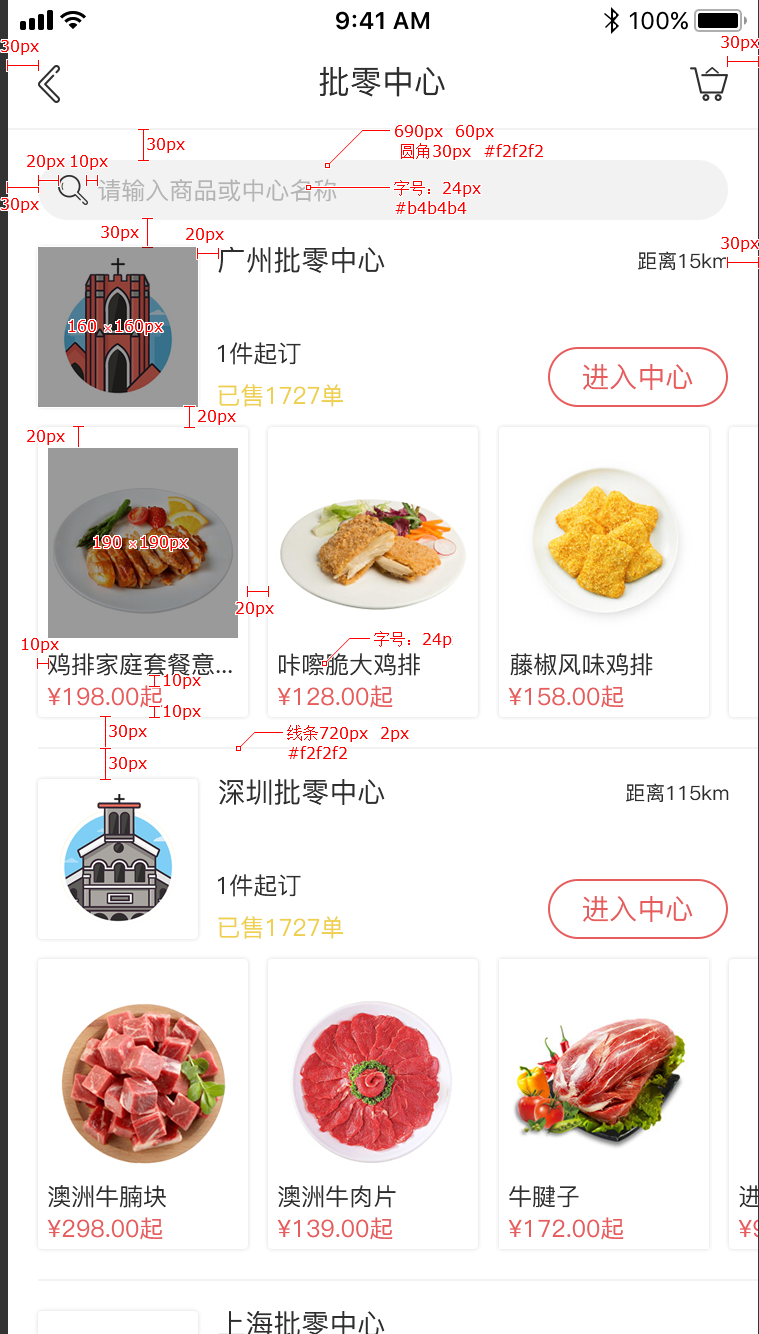 9:41 AM 100%
30px 30px
批零中心
690px 60px
30px
圆角30px #f2f2f2
20px 10px
请输入商品或中心名称
字号：24px
30px
#b4b4b4
30px 20px
30px
广州批零中心 距离15km
160×160px
1件起订
进入中心
已售1727单
20px
20px
190×190px
20px
字号：24p
10px
鸡排家庭套餐意... 咔嚓脆大鸡排 藤椒风味鸡排
10px
¥198.00起 ¥128.00起 ¥158.00起
10px
30px
线条720px 2px
#f2f2f2
30px
深圳批零中心 距离115km
1件起订
进入中心
已售1727单
澳洲牛腩块 澳洲牛肉片 牛腱子 进
¥298.00起 ¥139.00起 ¥172.00起
上海批零中心